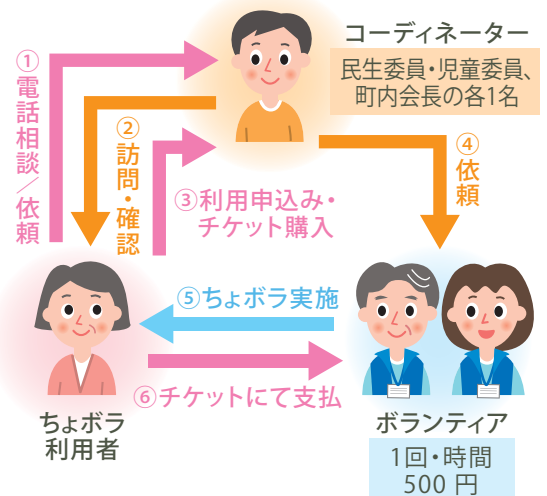 コーディネーター
民生委員・児童委員、
町内会長の各1名
①電話相談／依頼
②訪問・確認
③利用申込み・
チケット購入
④依頼
⑤ちょボラ実施
⑥チケットにて支払
ちょボラ
利用者
ボランティア
1回・時間
500 円